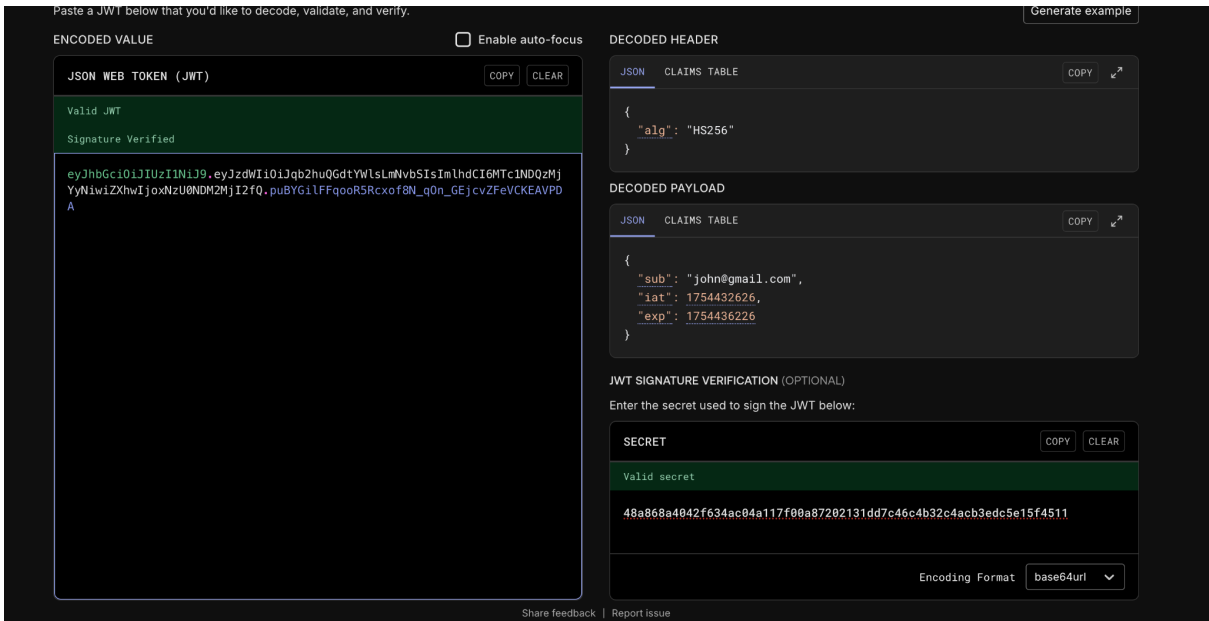 Paste a JWT below that you'd like to decode, validate, and verify.
Generate example
ENCODED VALUE
Enable auto-focus
JSON WEB TOKEN (JWT)
COPY
CLEAR
Valid JWT
Signature Verified
eyJhbGciOiJIUzI1NiJ9.eyJzdWIiOiJqb2huQGdtYWlsLmNvbSIsImlhdCI6MTc1NDQzMj
YyNiwiZXhwIjoxNzU0NDM2MjI2fQ.puBYGilFFqooR5Rcxof8N_qOn_GEjcvZFeVCKEAVPD
A
DECODED HEADER
JSON
CLAIMS TABLE
COPY
{
"alg": "HS256"
}
DECODED PAYLOAD
JSON
CLAIMS TABLE
COPY
{
"sub": "john@gmail.com",
"iat": 1754432626,
"exp": 1754436226
}
JWT SIGNATURE VERIFICATION (OPTIONAL)
Enter the secret used to sign the JWT below:
SECRET
COPY
CLEAR
Valid secret
48a868a4042f634ac04a117f00a87202131dd7c46c4b32c4acb3edc5e15f4511
Encoding Format
base64url
Share feedback | Report issue